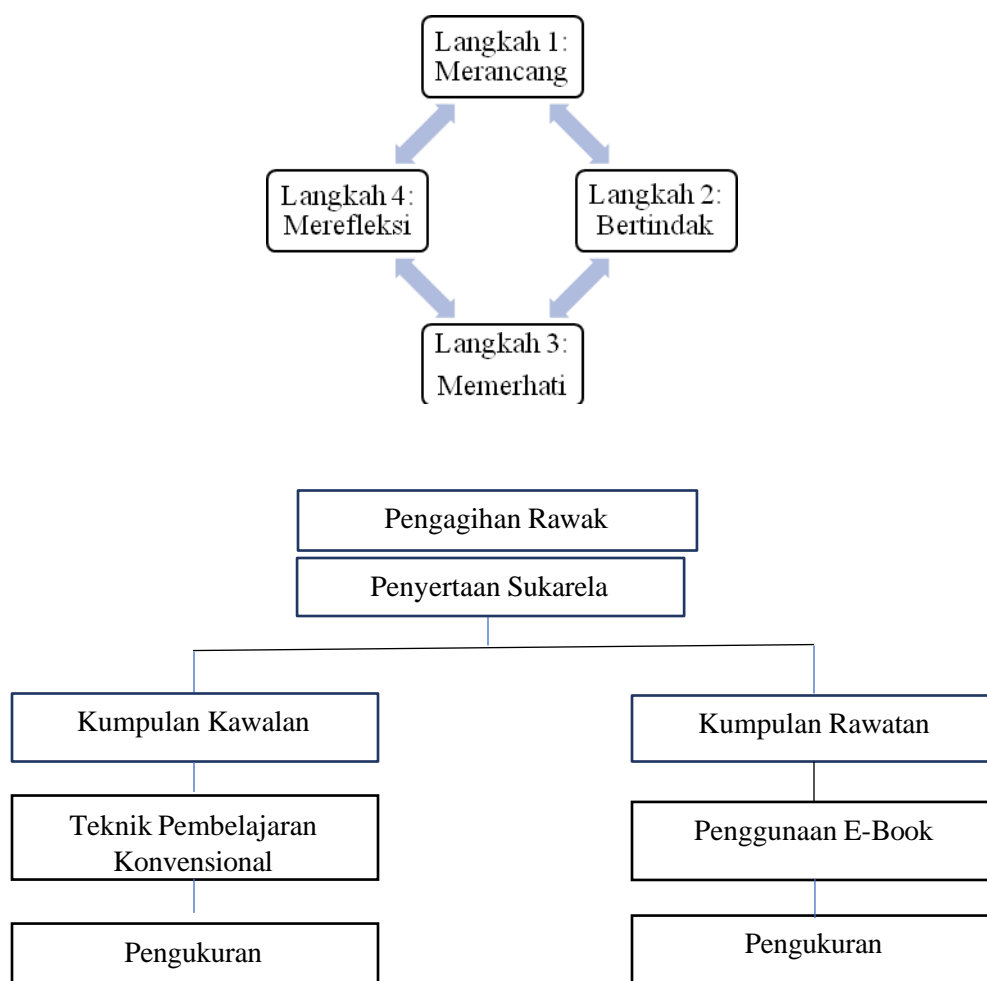 Langkah 1:
Merancang
Langkah 4:
Merefleksi
Langkah 2:
Bertindak
Langkah 3:
Memerhati
Pengagihan Rawak
Penyertaan Sukarela
Kumpulan Kawalan
Kumpulan Rawatan
Teknik Pembelajaran
Konvensional
Penggunaan E-Book
Pengukuran
Pengukuran